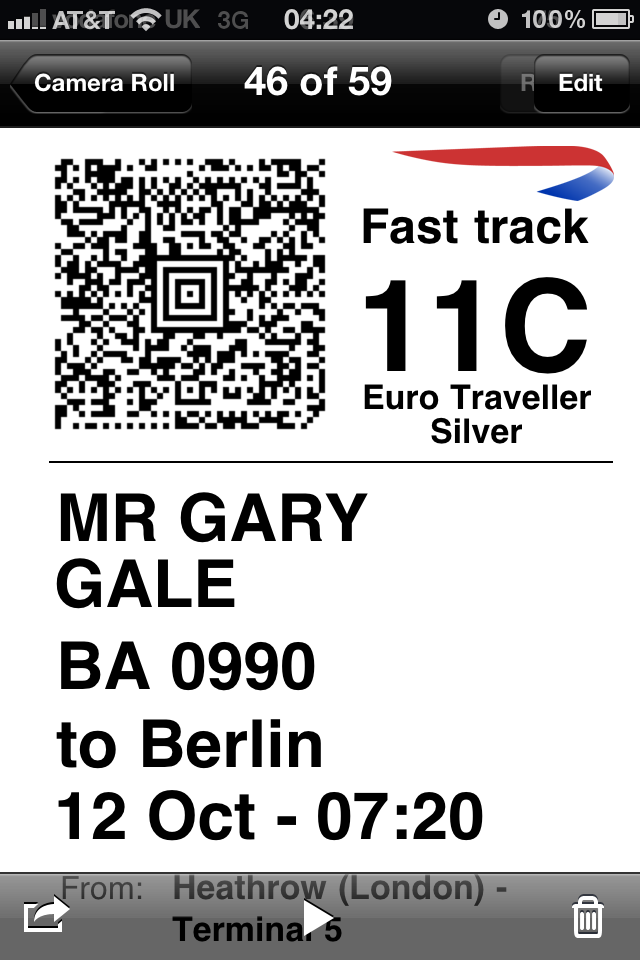 AT&T
vodafone UK 3G
04:22
100%
Camera Roll
46 of 59
Edit
Fast track
11C
Euro Traveller
Silver
MR GARY
GALE
BA 0990
to Berlin
12 Oct - 07:20
From: Heathrow (London) -
Terminal 5